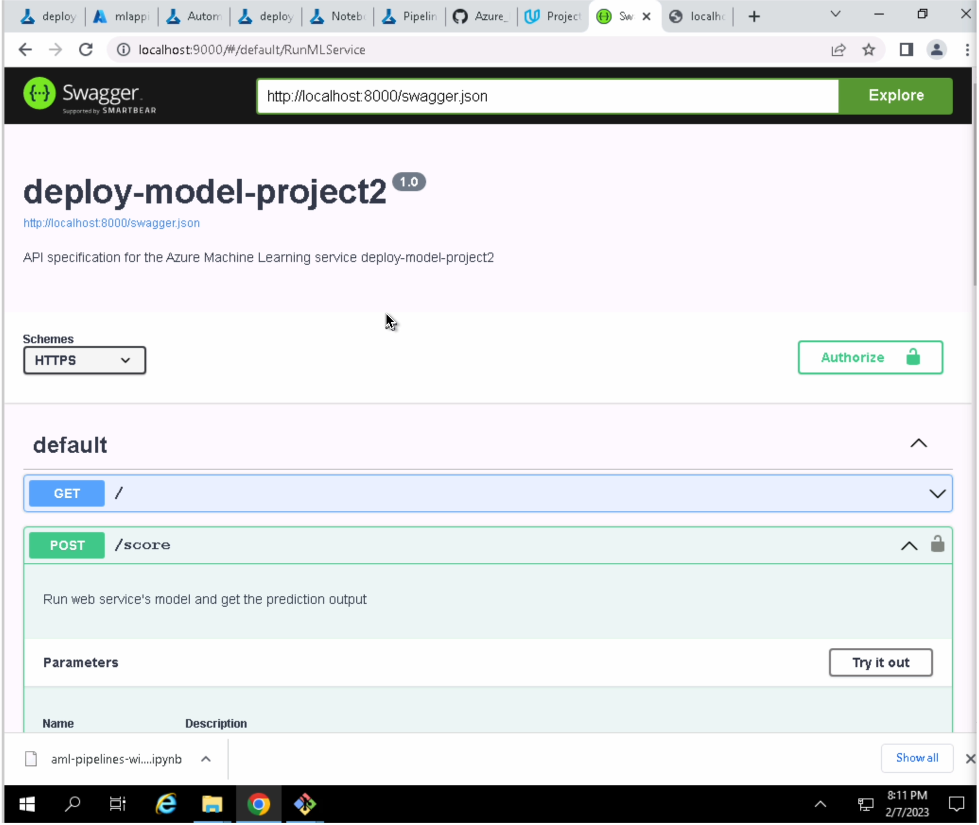 deploy mlappi Autom deploy Noteb Pipelin Azure_ Project Sw localhc
localhost:9000/#/default/RunMLService
Swagger
Supported by SMARTBEAR
http://localhost:8000/swagger.json
Explore
deploy-model-project2 1.0
http://localhost:8000/swagger.json
API specification for the Azure Machine Learning service deploy-model-project2
Schemes
HTTPS
Authorize
default
GET /
POST /score
Run web service's model and get the prediction output
Parameters
Try it out
Name Description
aml-pipelines-wi....ipynb
Show all
8:11 PM
2/7/2023